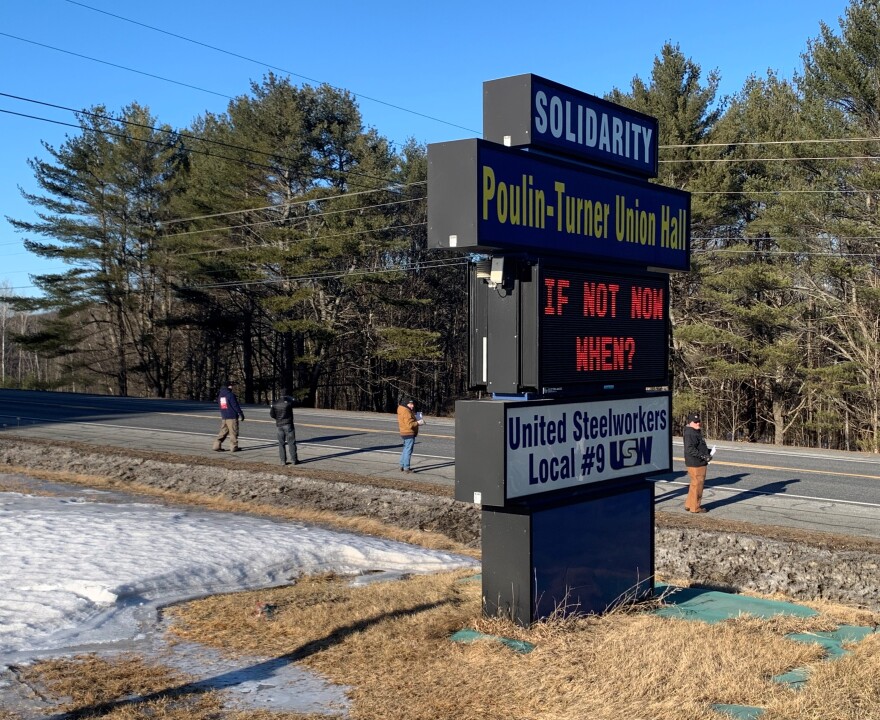 SOLIDARITY
Poulin-Turner Union Hall
IF NOT NOW
WHEN?
United Steelworkers
Local #9 USW